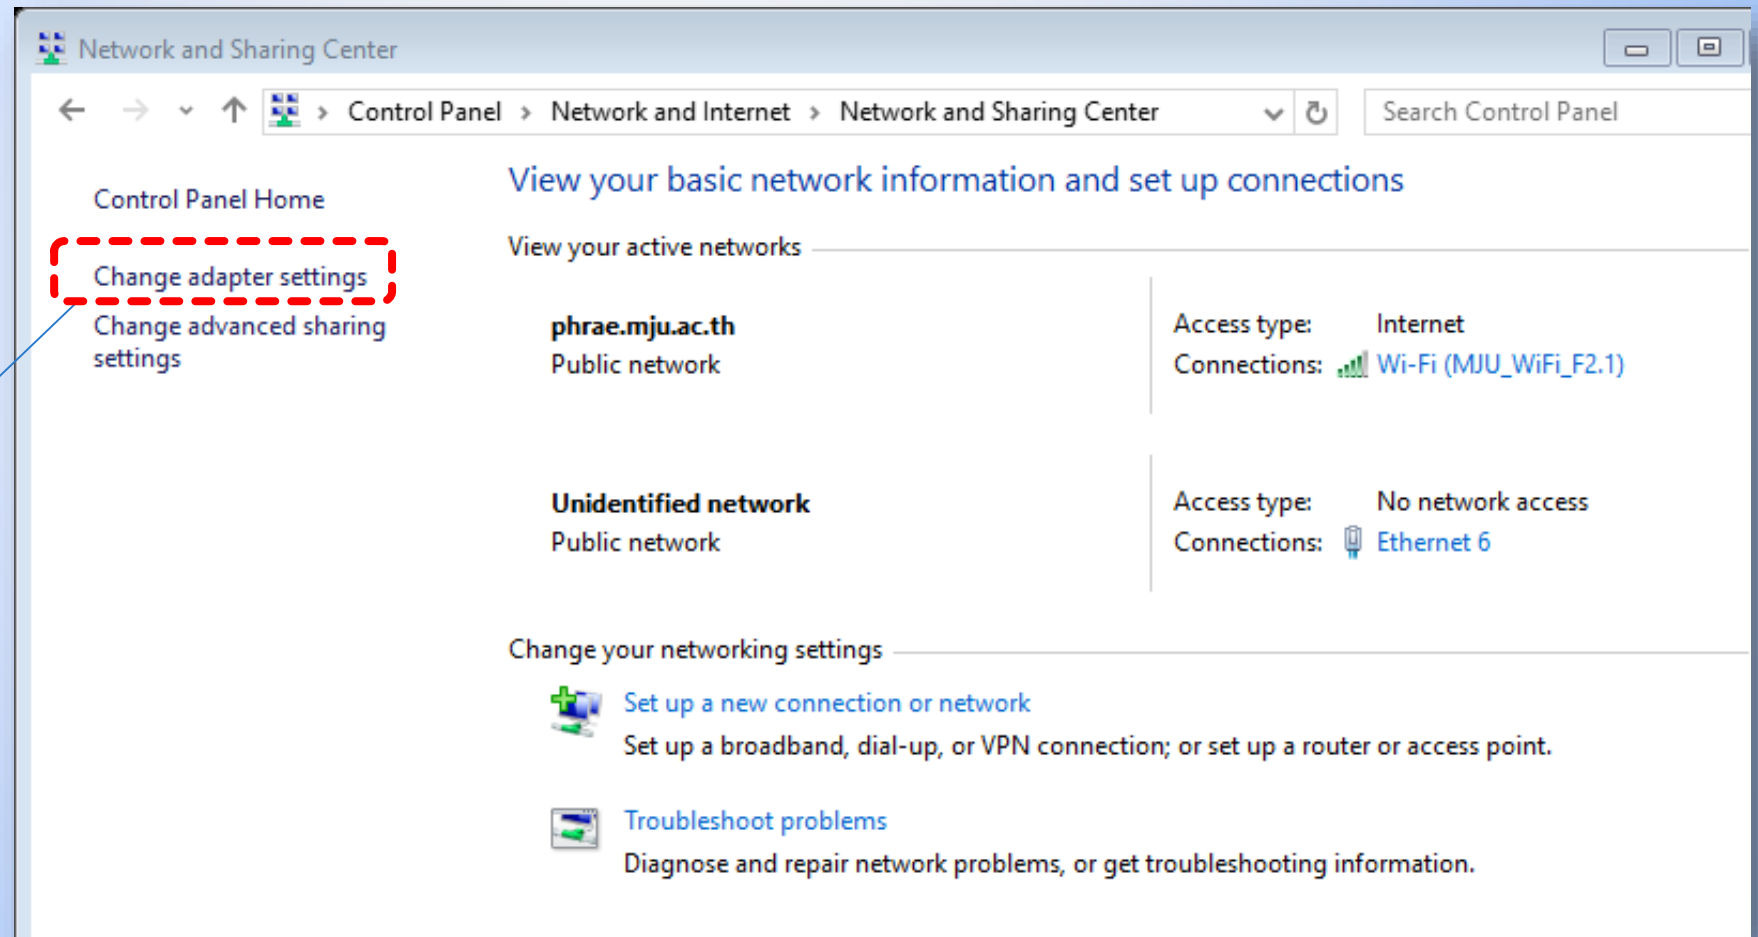 Network and Sharing Center
Control Panel > Network and Internet > Network and Sharing Center
Search Control Panel
Control Panel Home
Change adapter settings
Change advanced sharing
settings
View your basic network information and set up connections
View your active networks
phrae.mju.ac.th
Public network
Access type: Internet
Connections: Wi-Fi (MJU_WiFi_F2.1)
Unidentified network
Public network
Access type: No network access
Connections: Ethernet 6
Change your networking settings
Set up a new connection or network
Set up a broadband, dial-up, or VPN connection; or set up a router or access point.
Troubleshoot problems
Diagnose and repair network problems, or get troubleshooting information.